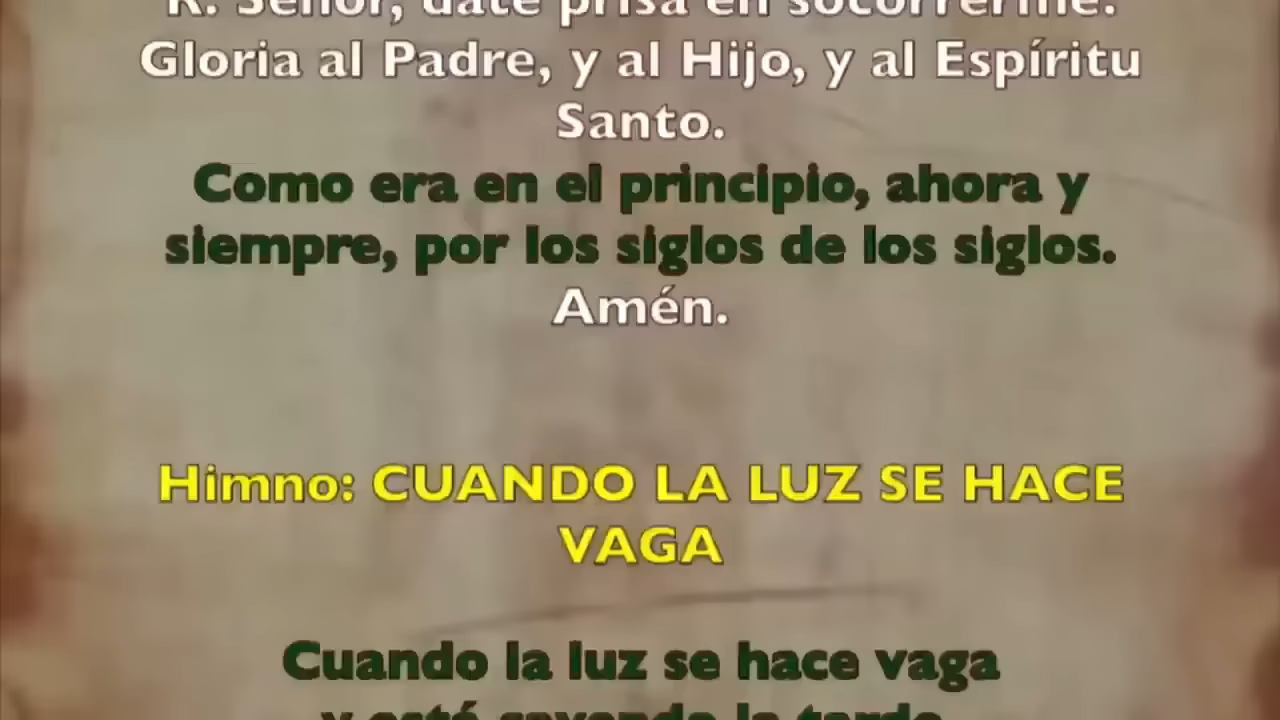 R. Señor, date prisa en socorrerme.
Gloria al Padre, y al Hijo, y al Espíritu
Santo.
Como era en el principio, ahora y
siempre, por los siglos de los siglos.
Amén.
Himno: CUANDO LA LUZ SE HACE
VAGA
Cuando la luz se hace vaga
y está cayendo la tarde